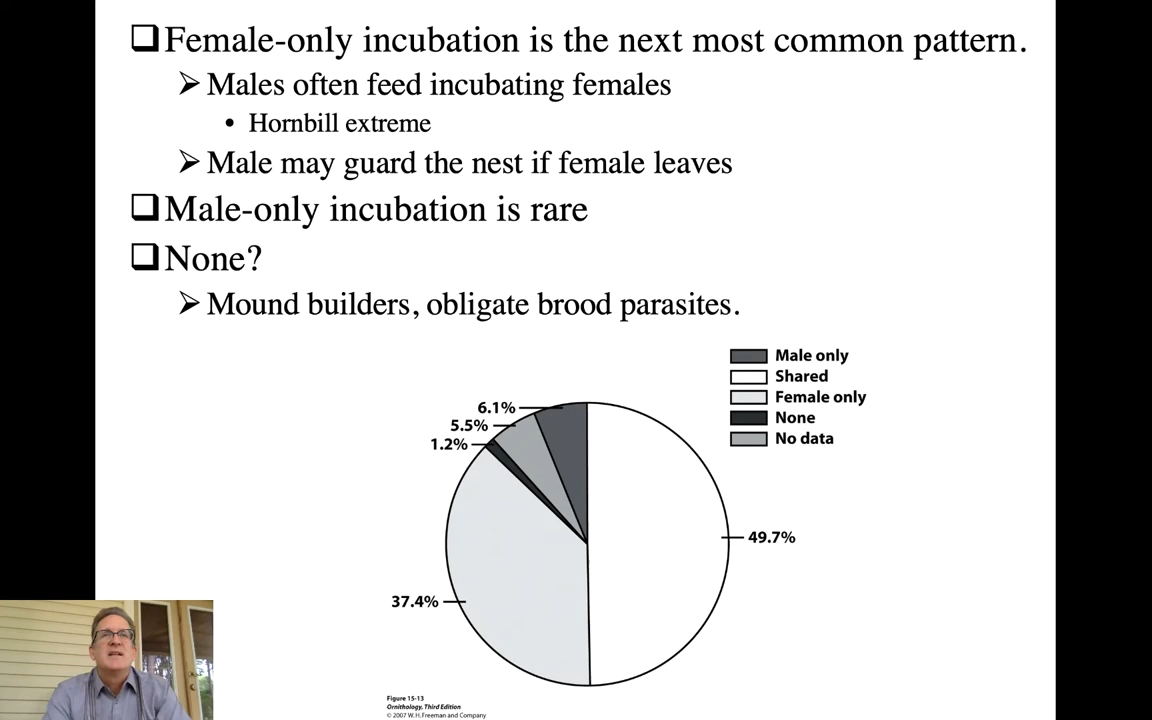 Female-only incubation is the next most common pattern.
Males often feed incubating females
Hornbill extreme
Male may guard the nest if female leaves
Male-only incubation is rare
None?
Mound builders, obligate brood parasites.
Male only
Shared
Female only
None
No data
6.1%
5.5%
1.2%
49.7%
37.4%
Figure 15-13
Ornithology, Third Edition
© 2007 W. H. Freeman and Company